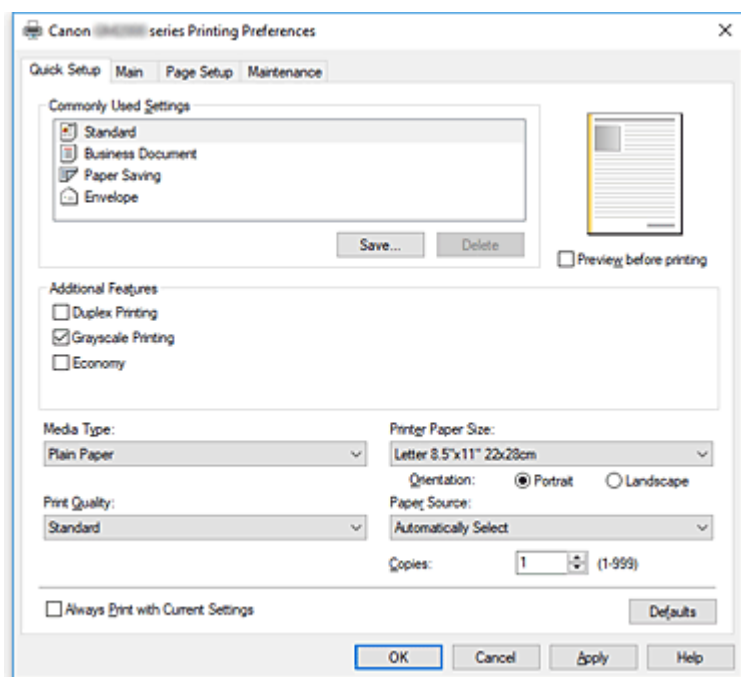 Canon series Printing Preferences
Quick Setup Main Page Setup Maintenance
Commonly Used Settings
Standard
Business Document
Paper Saving
Envelope
Save... Delete
Preview before printing
Addtional Features
Duplex Printing
Grayscale Printing
Economy
Media Type: Printer Paper Size:
Plain Paper Letter 8.5"x11" 22x28cm
Orientation: Portrait Landscape
Print Quality: Paper Source:
Standard Automatically Select
Copies: 1 (1-999)
Always Print with Current Settings Defaults
OK Cancel Apply Help